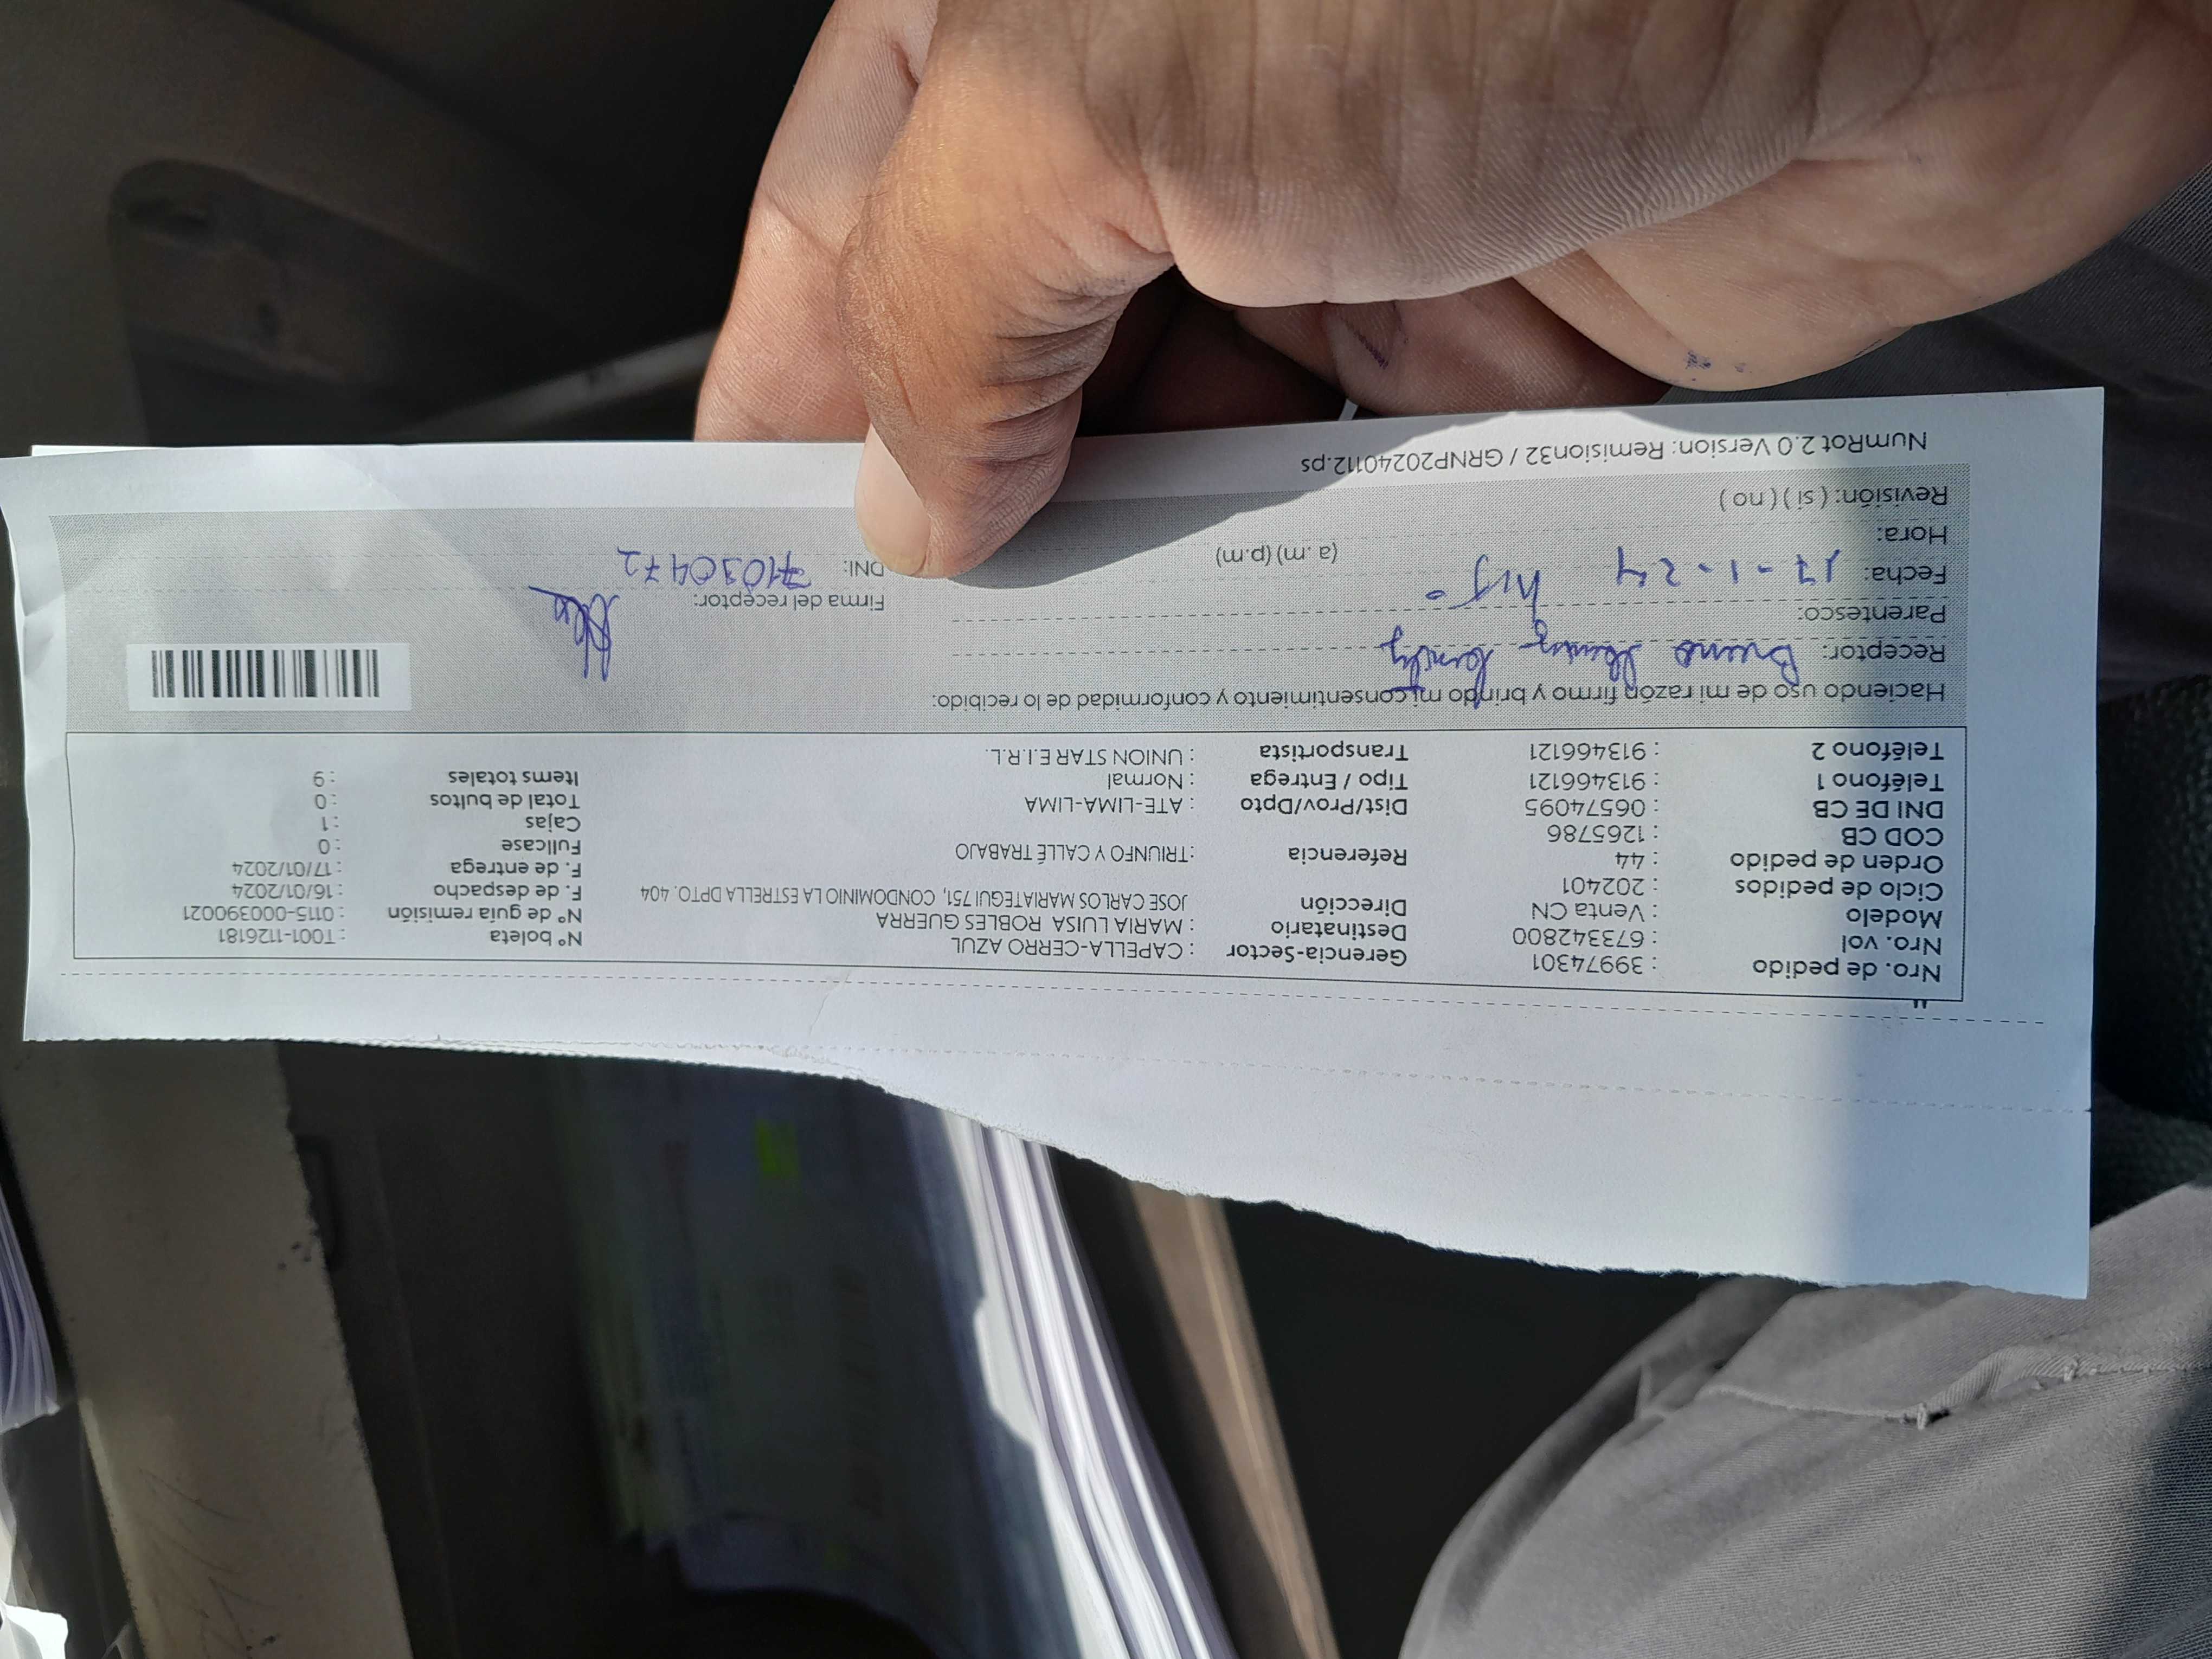 Nro. de pedido : 39974301 Gerencia-Sector : CAPELLA-CERRO AZUL Nº boleta : T001-1126181
Nro. vol : 673342800 Destinatario : MARIA LUISA ROBLES GUERRA Nº de guía remisión : 0115-000390021
Modelo : Venta CN Dirección JOSE CARLOS MARIATEGUI 751, CONDOMINIO LA ESTRELLA DPTO. 404 F. de despacho : 16/01/2024
Ciclo de pedidos : 202401 F. de entrega : 17/01/2024
Orden de pedido : 44 Referencia : TRIUNFO Y CALLE TRABAJO Fullcase : 0
COD CB : 1265786 Cajas : 1
DNI DE CB : 06574095 Dist/Prov/Dpto : ATE-LIMA-LIMA Total de bultos : 0
Teléfono 1 : 913466121 Tipo / Entrega : Normal Items totales : 9
Teléfono 2 : 913466121 Transportista : UNION STAR E.I.R.L.
Haciendo uso de mi razón firmo y brindo mi consentimiento y conformidad de lo recibido:
Receptor:
Parentesco: hijo Firma del receptor:
Fecha: 17-1-24 DNI: 71030472
Hora: (a .m) (p.m)
Revisión: ( si ) ( no )
NumRot 2.0 Version: Remision32 / GRNP20240112.ps